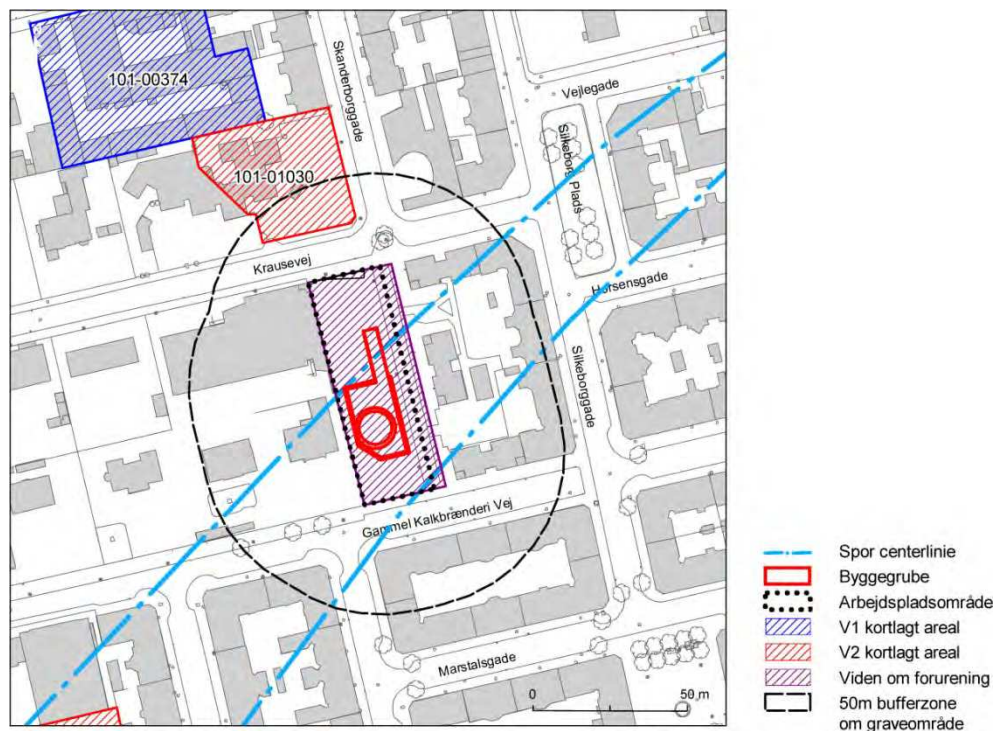 101-00374
Skanderborggade
Vejlegade
Silkeborg Plads
101-01030
Krausevej
Horsensgade
Silkeborggade
Gammel Kalkbrænderi Vej
Marstalsgade
0 50 m
Spor centerlinie
Byggegrube
Arbejdspladsområde
V1 kortlagt areal
V2 kortlagt areal
Viden om forurening
50m bufferzone
om graveområde